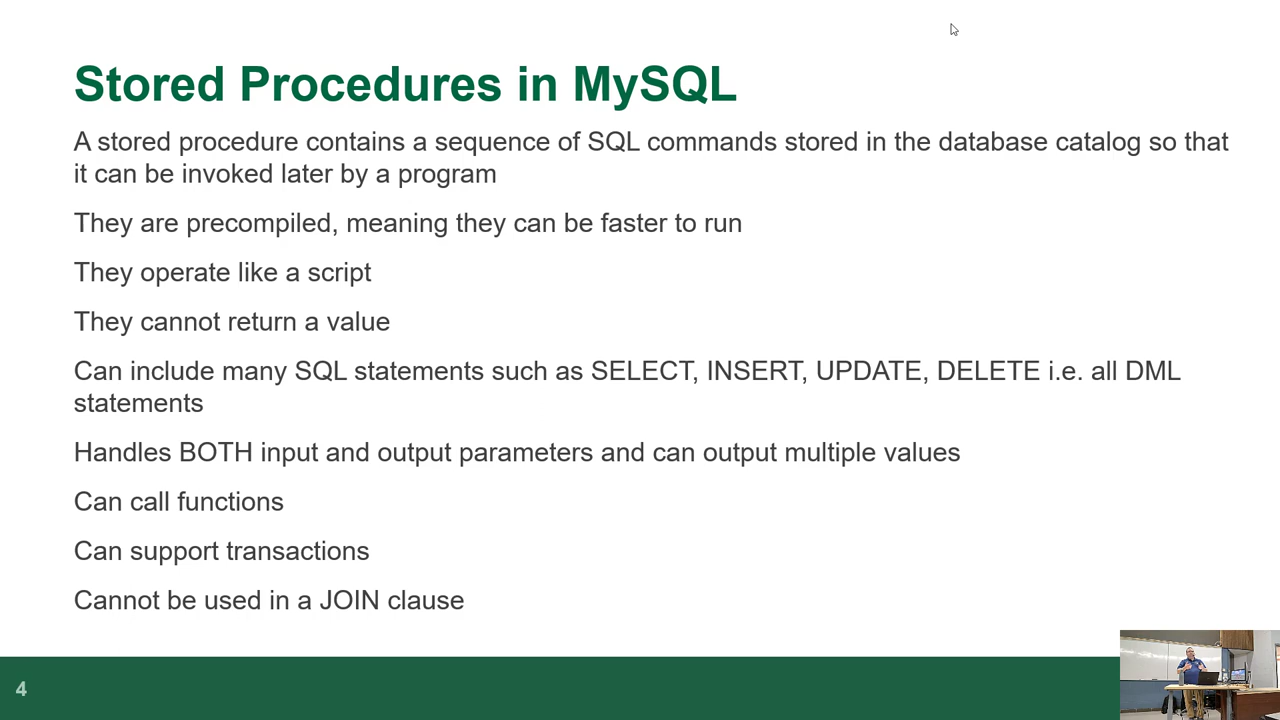 Stored Procedures in MySQL
A stored procedure contains a sequence of SQL commands stored in the database catalog so that
it can be invoked later by a program
They are precompiled, meaning they can be faster to run
They operate like a script
They cannot return a value
Can include many SQL statements such as SELECT, INSERT, UPDATE, DELETE i.e. all DML
statements
Handles BOTH input and output parameters and can output multiple values
Can call functions
Can support transactions
Cannot be used in a JOIN clause
4